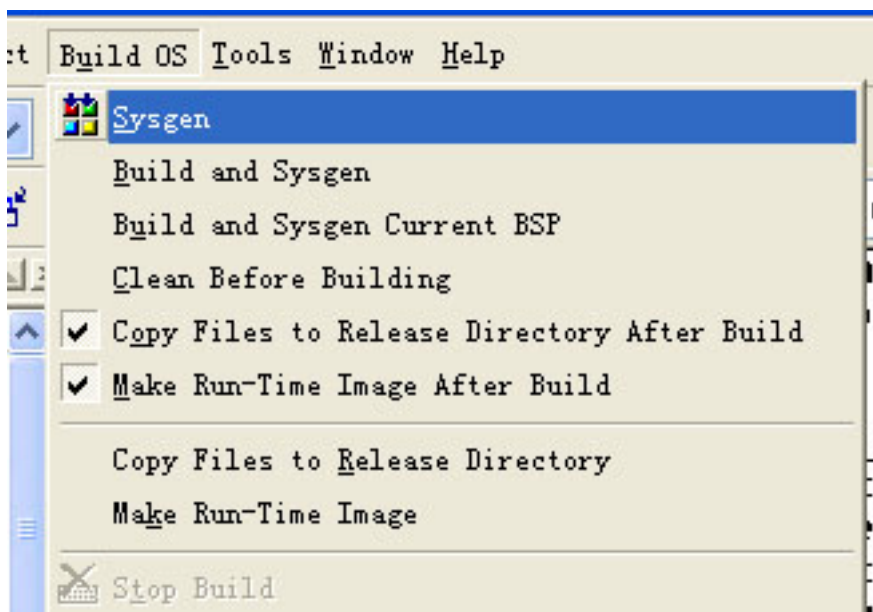 Build OS Tools Window Help
Sysgen
Build and Sysgen
Build and Sysgen Current BSP
Clean Before Building
Copy Files to Release Directory After Build
Make Run-Time Image After Build
Copy Files to Release Directory
Make Run-Time Image
Stop Build